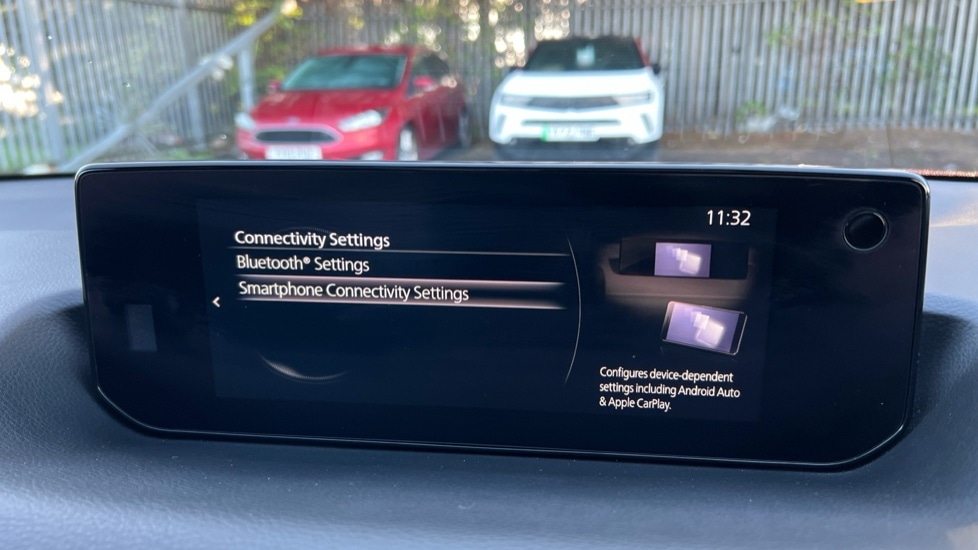 11:32
Connectivity Settings
Bluetooth® Settings
Smartphone Connectivity Settings
Configures device-dependent
settings including Android Auto
& Apple CarPlay.